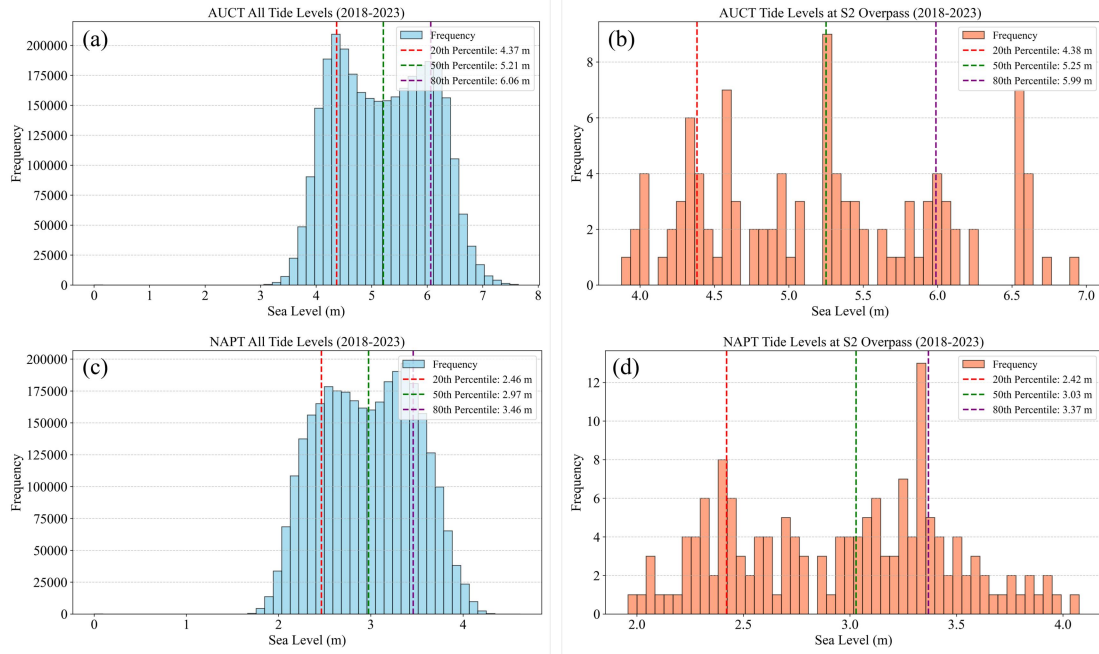 AUCT All Tide Levels (2018-2023)
(a)
Frequency
20th Percentile: 4.37 m
50th Percentile: 5.21 m
80th Percentile: 6.06 m
200000
175000
150000
125000
100000
75000
50000
25000
0
Frequency
0 1 2 3 4 5 6 7 8
Sea Level (m)
AUCT Tide Levels at S2 Overpass (2018-2023)
(b)
Frequency
20th Percentile: 4.38 m
50th Percentile: 5.25 m
80th Percentile: 5.99 m
8
6
4
2
0
Frequency
4.0 4.5 5.0 5.5 6.0 6.5 7.0
Sea Level (m)
NAPT All Tide Levels (2018-2023)
(c)
Frequency
20th Percentile: 2.46 m
50th Percentile: 2.97 m
80th Percentile: 3.46 m
200000
175000
150000
125000
100000
75000
50000
25000
0
Frequency
0 1 2 3 4
Sea Level (m)
NAPT Tide Levels at S2 Overpass (2018-2023)
(d)
Frequency
20th Percentile: 2.42 m
50th Percentile: 3.03 m
80th Percentile: 3.37 m
12
10
8
6
4
2
0
Frequency
2.0 2.5 3.0 3.5 4.0
Sea Level (m)